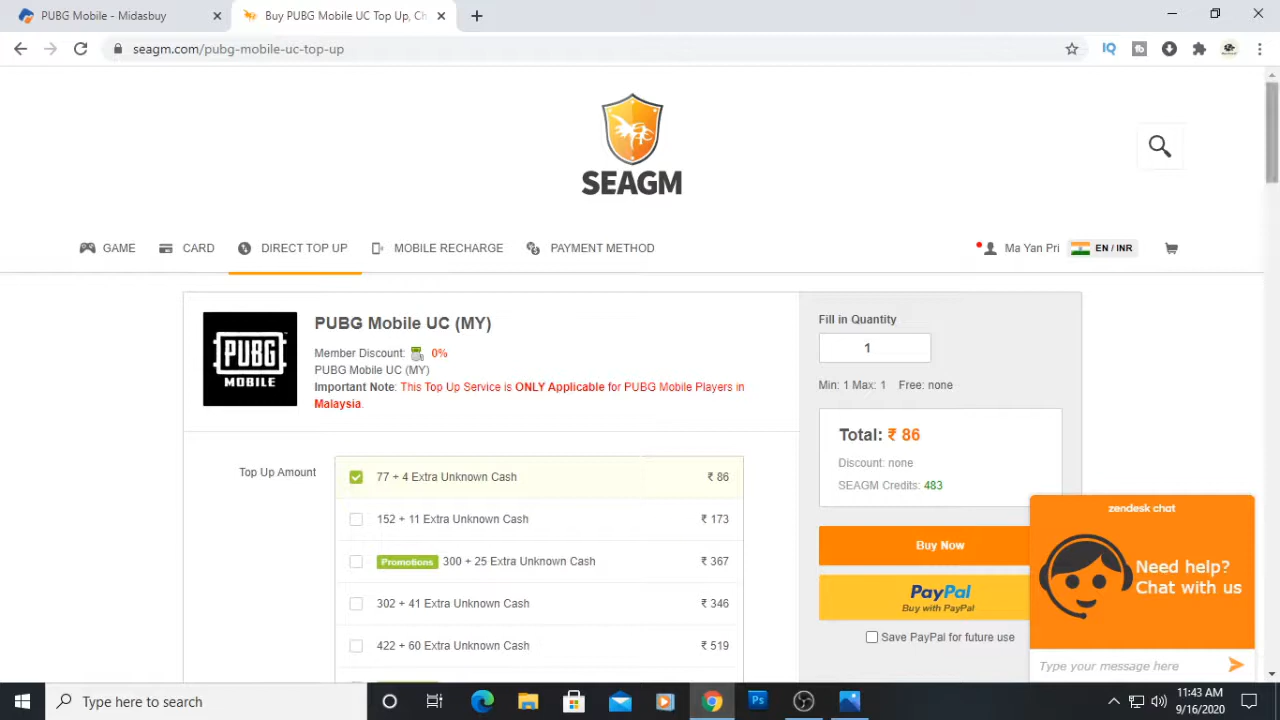 PUBG Mobile - Midasbuy
Buy PUBG Mobile UC Top Up, Ch
seagm.com/pubg-mobile-uc-top-up
IQ
SEAGM
GAME CARD DIRECT TOP UP MOBILE RECHARGE PAYMENT METHOD Ma Yan Pri EN / INR
PUBG MOBILE
PUBG Mobile UC (MY)
Member Discount: 0%
PUBG Mobile UC (MY)
Important Note: This Top Up Service is ONLY Applicable for PUBG Mobile Players in
Malaysia.
Top Up Amount
77 + 4 Extra Unknown Cash ₹ 86
152 + 11 Extra Unknown Cash ₹ 173
Promotions 300 + 25 Extra Unknown Cash ₹ 367
302 + 41 Extra Unknown Cash ₹ 346
422 + 60 Extra Unknown Cash ₹ 519
Fill in Quantity
1
Min: 1 Max: 1 Free: none
Total: ₹ 86
Discount: none
SEAGM Credits: 483
Buy Now
PayPal
Buy with PayPal
Save PayPal for future use
zendesk chat
Need help?
Chat with us
Type your message here
Type here to search
Ps
11:43 AM
9/16/2020